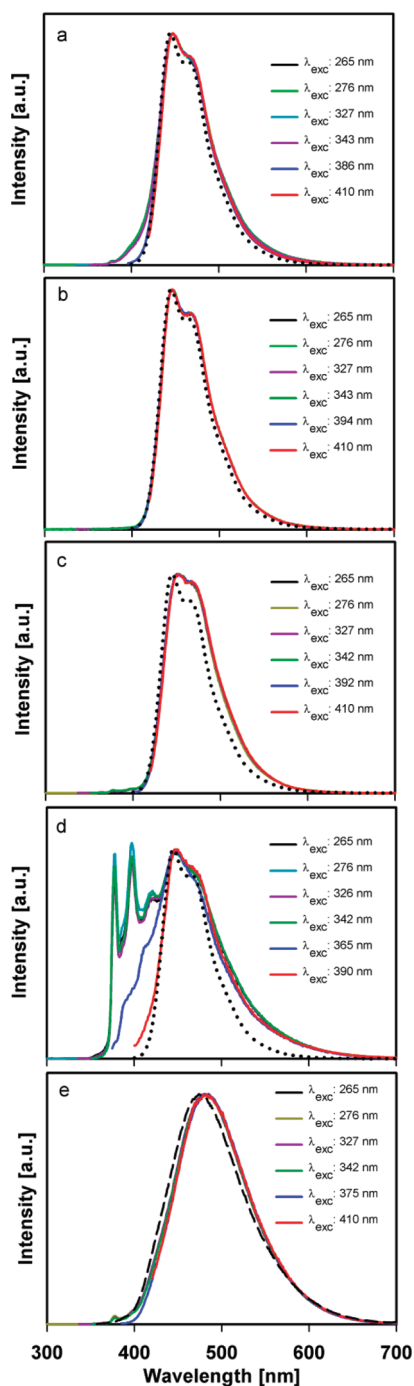 a
Intensity [a.u.]
λexc: 265 nm
λexc: 276 nm
λexc: 327 nm
λexc: 343 nm
λexc: 386 nm
λexc: 410 nm
b
Intensity [a.u.]
λexc: 265 nm
λexc: 276 nm
λexc: 327 nm
λexc: 343 nm
λexc: 394 nm
λexc: 410 nm
c
Intensity [a.u.]
λexc: 265 nm
λexc: 276 nm
λexc: 327 nm
λexc: 342 nm
λexc: 392 nm
λexc: 410 nm
d
Intensity [a.u.]
λexc: 265 nm
λexc: 276 nm
λexc: 326 nm
λexc: 342 nm
λexc: 365 nm
λexc: 390 nm
e
Intensity [a.u.]
λexc: 265 nm
λexc: 276 nm
λexc: 327 nm
λexc: 342 nm
λexc: 375 nm
λexc: 410 nm
300 400 500 600 700
Wavelength [nm]